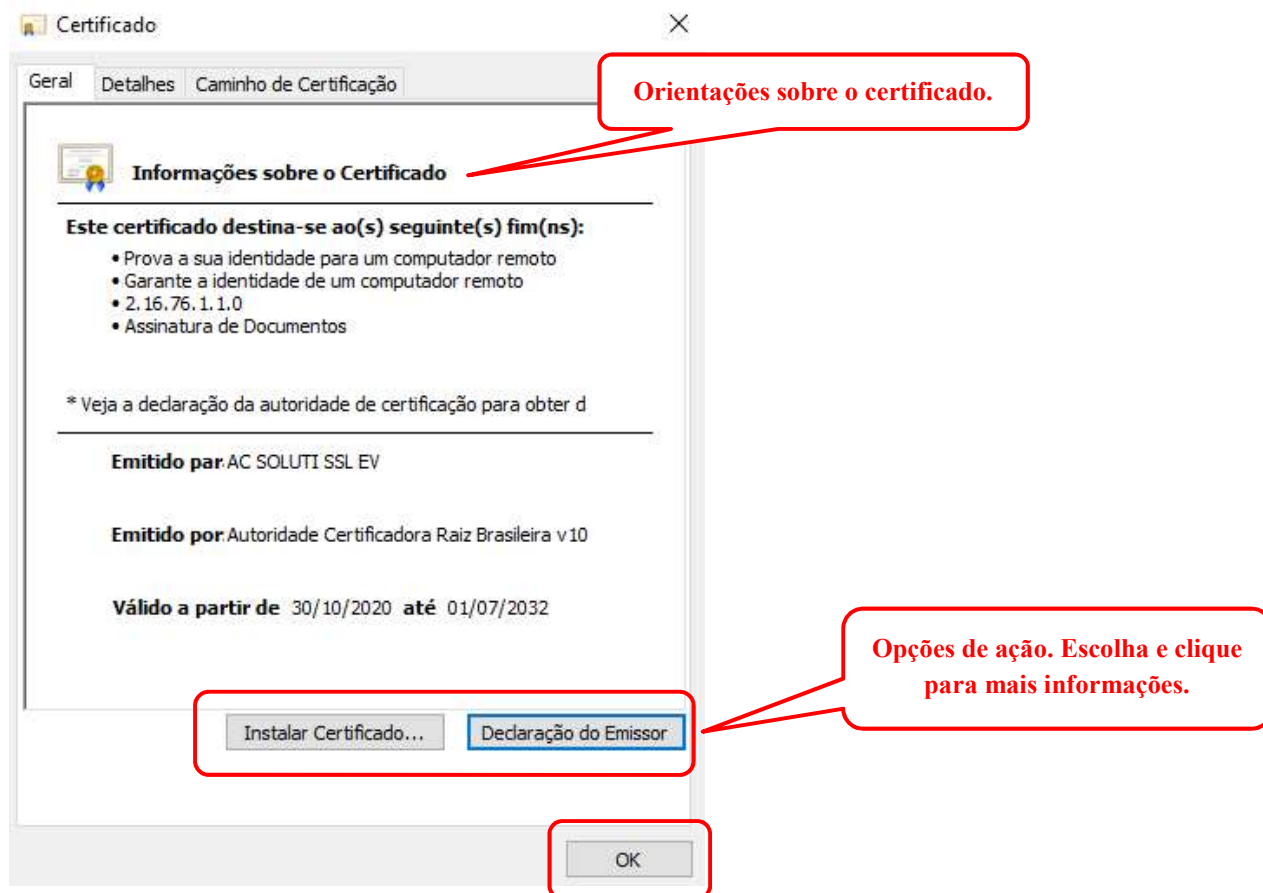 Certificado
Geral Detalhes Caminho de Certificação
Orientações sobre o certificado.
Informações sobre o Certificado
Este certificado destina-se ao(s) seguinte(s) fim(ns):
• Prova a sua identidade para um computador remoto
• Garante a identidade de um computador remoto
• 2.16.76.1.1.0
• Assinatura de Documentos
* Veja a declaração da autoridade de certificação para obter d
Emitido par AC SOLUTI SSL EV
Emitido por Autoridade Certificadora Raiz Brasileira v10
Válido a partir de 30/10/2020 até 01/07/2032
Opções de ação. Escolha e clique
para mais informações.
Instalar Certificado... Declaração do Emissor
OK